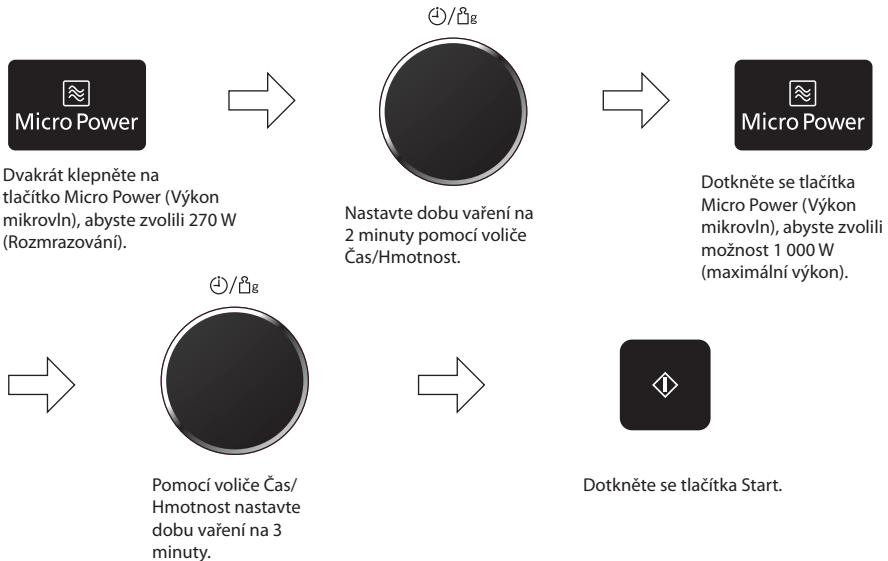 Micro Power
Dvakrát klepněte na
tlačítko Micro Power (Výkon
mikrovln), abyste zvolili 270 W
(Rozmrazování).
/ g
Nastavte dobu vaření na
2 minuty pomocí voliče
Čas/Hmotnost.
Micro Power
Dotkněte se tlačítka
Micro Power (Výkon
mikrovln), abyste zvolili
možnost 1 000 W
(maximální výkon).
/ g
Pomocí voliče Čas/
Hmotnost nastavte
dobu vaření na 3
minuty.
Dotkněte se tlačítka Start.